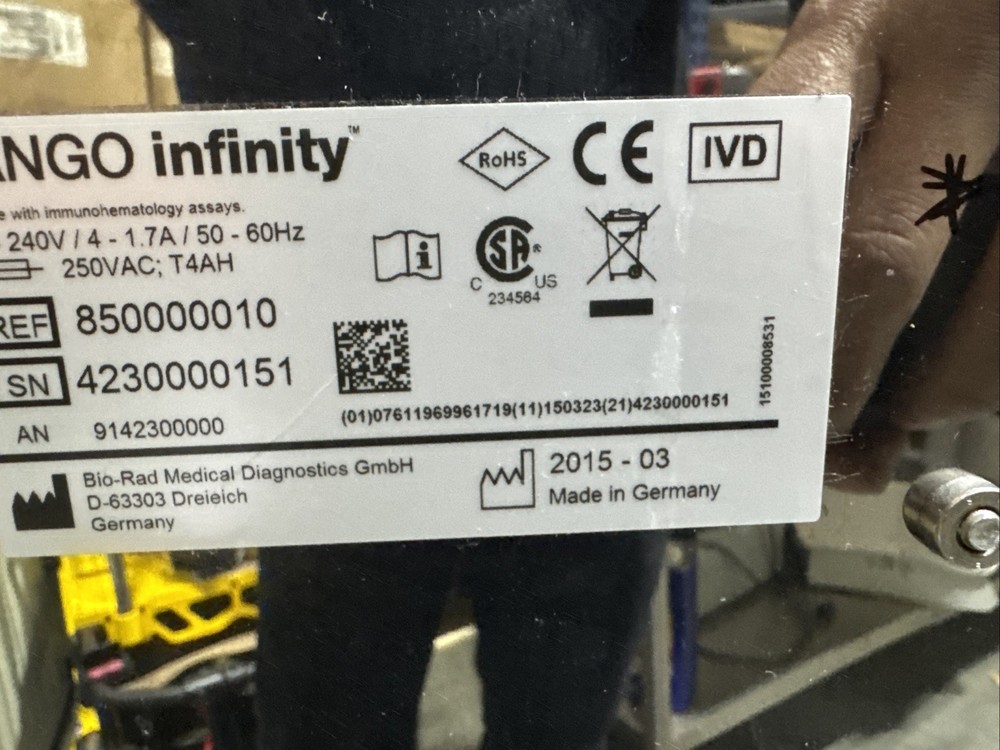 ANGO infinity™
RoHS
CE
IVD
e with immunohematology assays.
240V / 4 - 1.7A / 50 - 60Hz
250VAC; T4AH
i
CSA®
C US
234564
REF 850000010
SN 4230000151
(01)07611969961719(11)150323(21)4230000151
15100008531
AN 9142300000
Bio-Rad Medical Diagnostics GmbH
D-63303 Dreieich
Germany
2015 - 03
Made in Germany